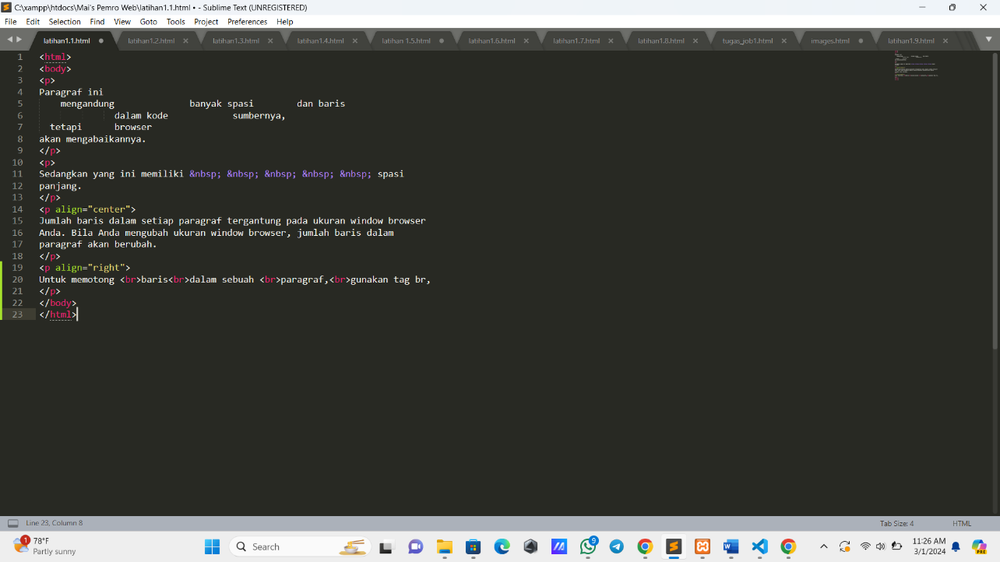 C:\xampp\htdocs\Mai's Pemro Web\latihan1.1.html • - Sublime Text (UNREGISTERED)
File Edit Selection Find View Goto Tools Project Preferences Help
latihan1.1.html latihan1.2.html latihan1.3.html latihan1.4.html latihan 1.5.html latihan1.6.html latihan1.7.html latihan1.8.html tugas_job1.html images.html latihan1.9.html
1 <html>
2 <body>
3 <p>
4 Paragraf ini
5 mengandung banyak spasi dan baris
6 dalam kode sumbernya,
7 tetapi browser
8 akan mengabaikannya.
9 </p>
10 <p>
11 Sedangkan yang ini memiliki &nbsp; &nbsp; &nbsp; &nbsp; &nbsp; spasi
12 panjang.
13 </p>
14 <p align="center">
15 Jumlah baris dalam setiap paragraf tergantung pada ukuran window browser
16 Anda. Bila Anda mengubah ukuran window browser, jumlah baris dalam
17 paragraf akan berubah.
18 </p>
19 <p align="right">
20 Untuk memotong <br>baris<br>dalam sebuah <br>paragraf,<br>gunakan tag br,
21 </p>
22 </body>
23 </html>
Line 23, Column 8 Tab Size: 4 HTML
1 78°F
Partly sunny
Search
9
11:26 AM
3/1/2024
PRE